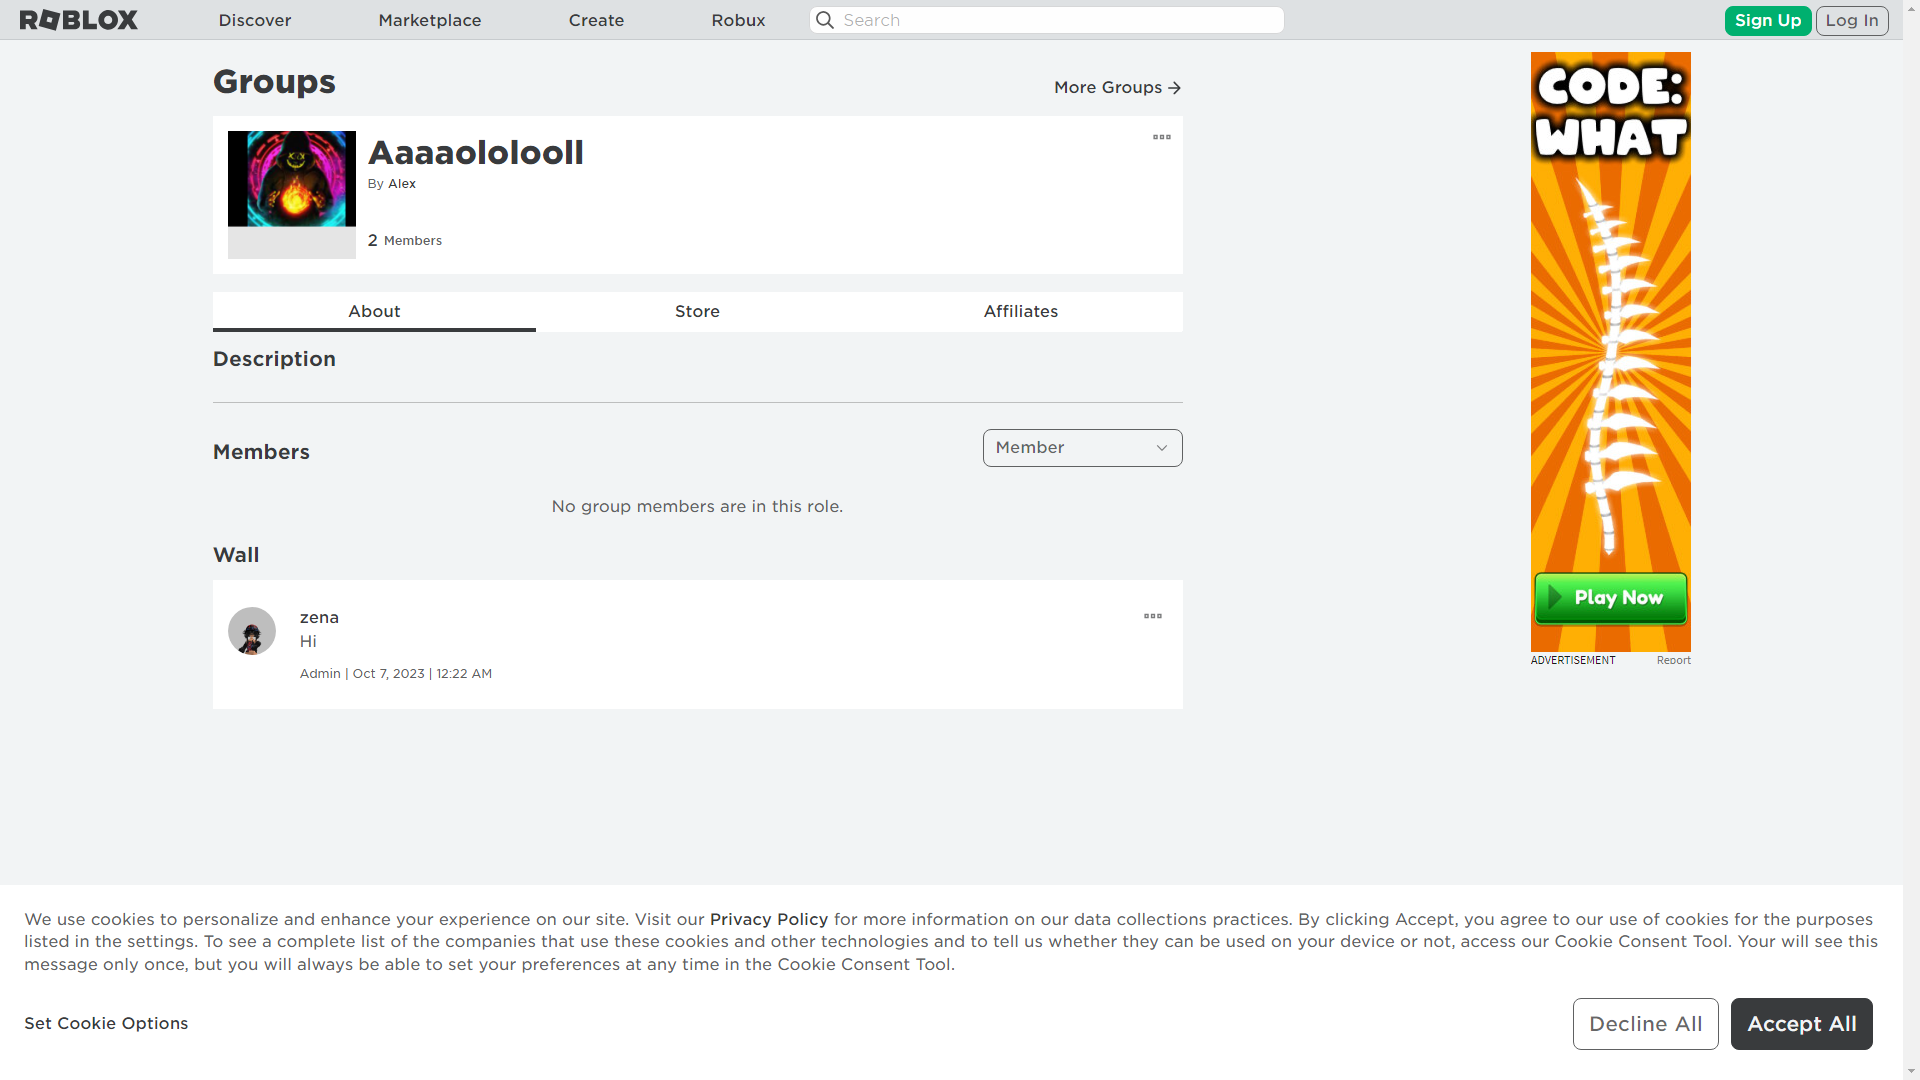 ROBLOX
Discover
Marketplace
Create
Robux
Search
Sign Up
Log In
Groups
More Groups
Aaaaololooll
By Alex
2 Members
About
Store
Affiliates
Description
Members
Member
No group members are in this role.
Wall
zena
Hi
Admin | Oct 7, 2023 | 12:22 AM
CODE:
WHAT
Play Now
ADVERTISEMENT
Report
We use cookies to personalize and enhance your experience on our site. Visit our Privacy Policy for more information on our data collections practices. By clicking Accept, you agree to our use of cookies for the purposes
listed in the settings. To see a complete list of the companies that use these cookies and other technologies and to tell us whether they can be used on your device or not, access our Cookie Consent Tool. Your will see this
message only once, but you will always be able to set your preferences at any time in the Cookie Consent Tool.
Set Cookie Options
Decline All
Accept All